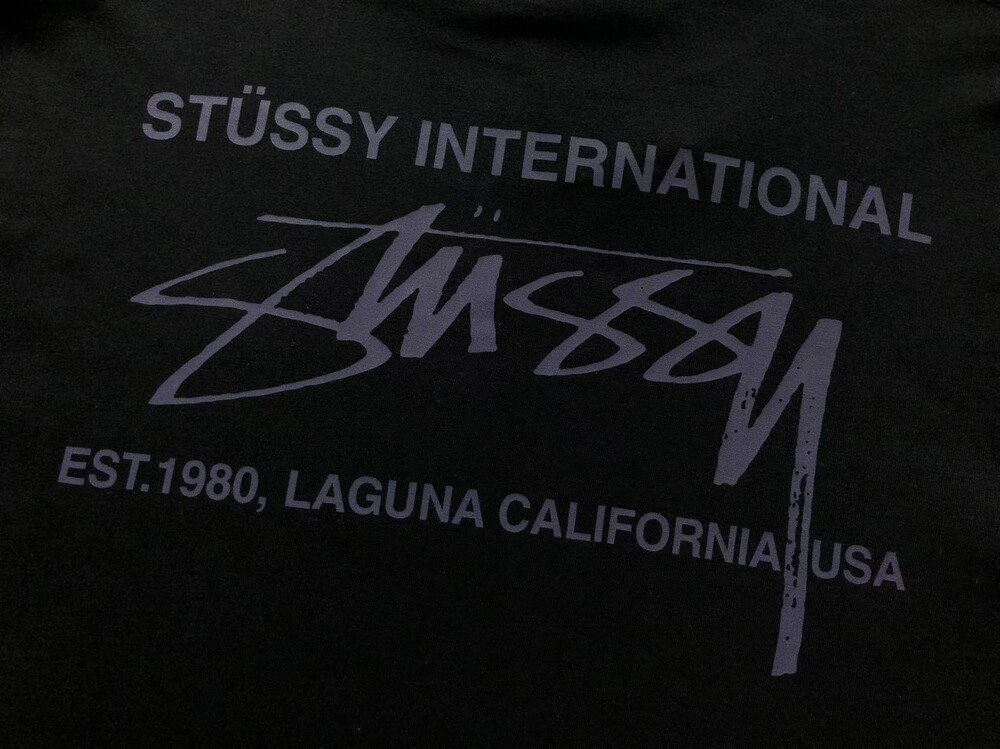 STÜSSY INTERNATIONAL
Stüssy
EST.1980, LAGUNA CALIFORNIA USA